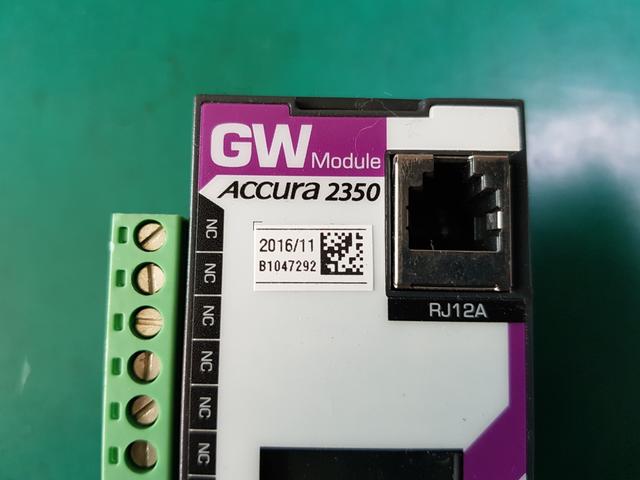 GW Module
ACCURA 2350
2016/11
B1047292
RJ12A
NC
NC
NC
NC
NC
NC